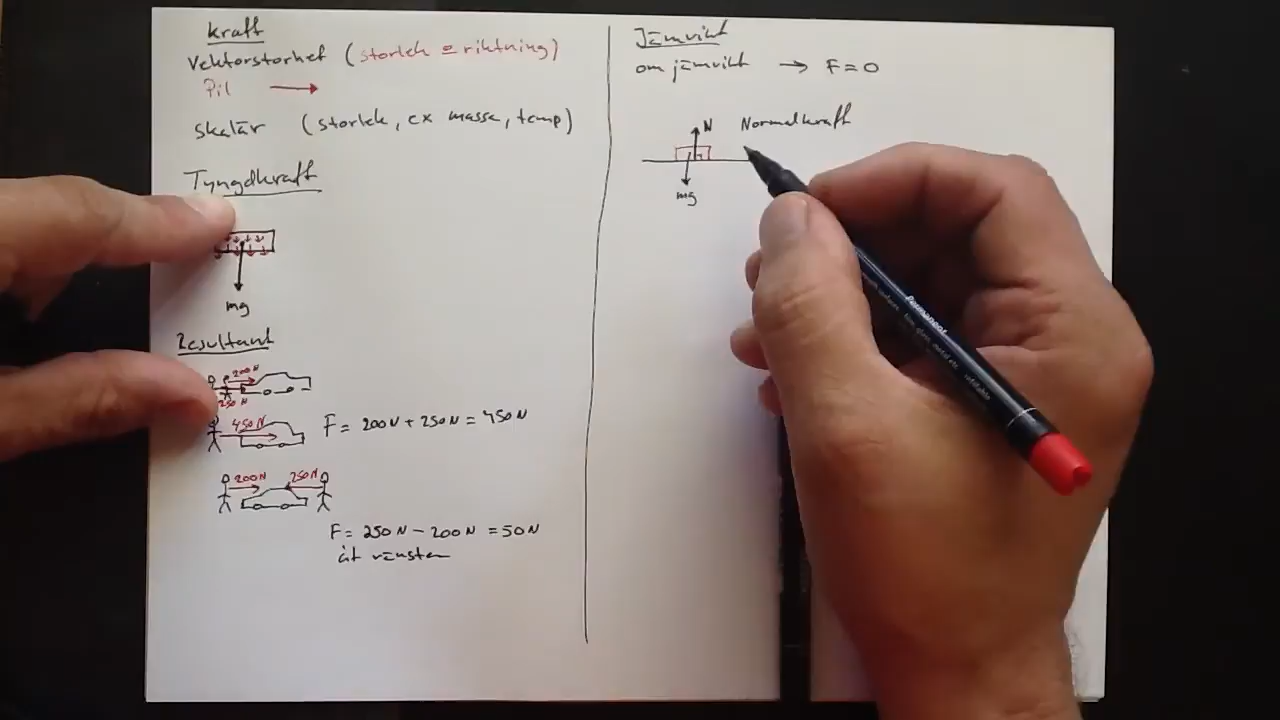 kraft
Vektorstorhet (storlek o riktning)
Pil
Skalär (storlek, ex massa, temp)
Tyngdkraft
mg
Resultant
200N
250N
450N
F = 200N + 250N = 450N
200N 250N
F = 250N - 200N = 50N
åt vänster
Jämvikt
om jämvikt → F = 0
N Normalkraft
mg
Permanent